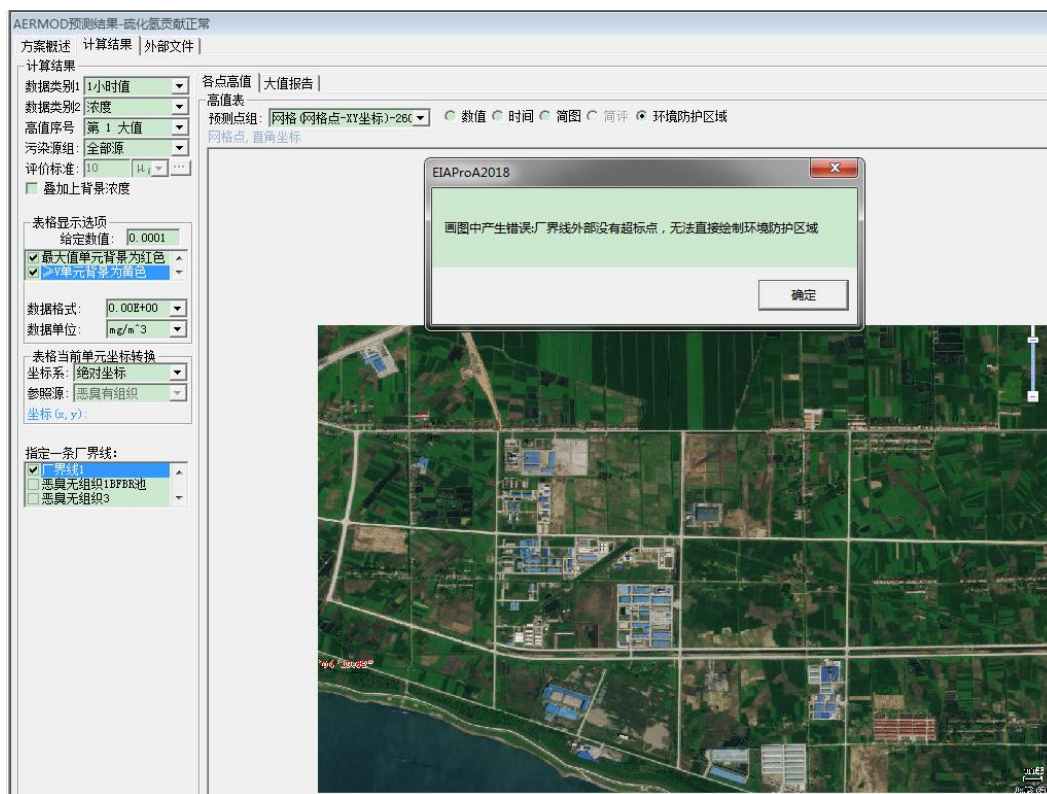 AERMOD预测结果-硫化氢贡献正常
方案概述 计算结果 外部文件
计算结果
数据类别1 1小时值
数据类别2 浓度
高值序号 第 1 大值
污染源组: 全部源
评价标准: 10
叠加上背景浓度
表格显示选项
给定数值: 0.0001
最大值单元背景为红色
≥V单元背景为黄色
数据格式: 0.00E+00
数据单位: mg/m^3
表格当前单元坐标转换
坐标系: 绝对坐标
参照源: 恶臭有组织
坐标(x,y):
指定一条厂界线:
厂界线1
恶臭无组织1BFBR池
恶臭无组织3
各点高值 大值报告
高值表
预测点组: 网格(网格点-XY坐标)-260 数值 时间 简图 简评 环境防护区域
网格点,直角坐标
EIAProA2018
画图中产生错误:厂界线外部没有超标点，无法直接绘制环境防护区域
确定